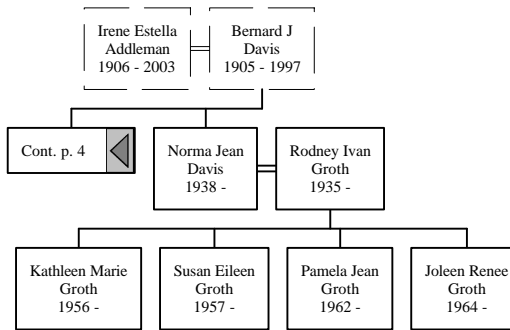 Irene Estella
Addleman
1906 - 2003
Bernard J
Davis
1905 - 1997
Cont. p. 4
Norma Jean
Davis
1938 -
Rodney Ivan
Groth
1935 -
Kathleen Marie
Groth
1956 -
Susan Eileen
Groth
1957 -
Pamela Jean
Groth
1962 -
Joleen Renee
Groth
1964 -